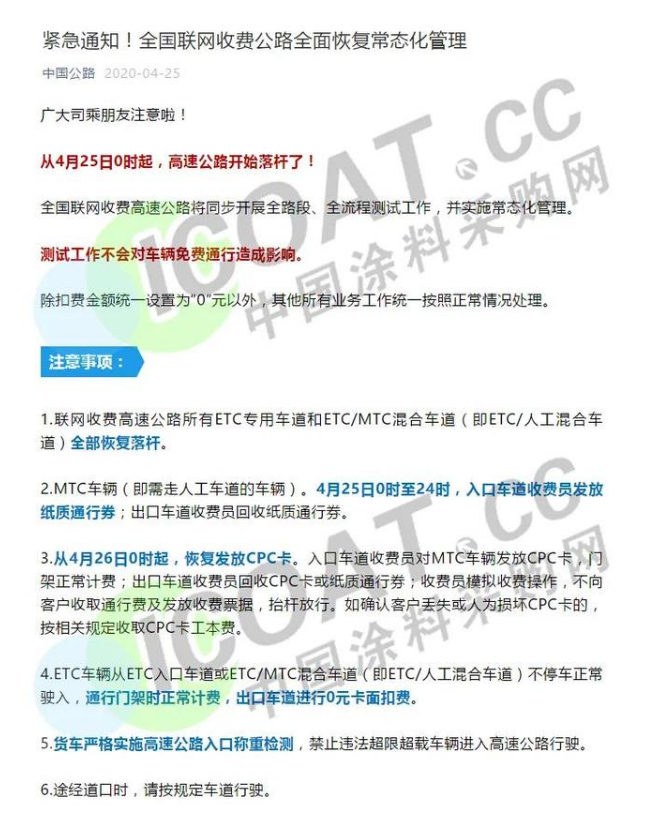 紧急通知！全国联网收费公路全面恢复常态化管理
中国公路 2020-04-25
广大司乘朋友注意啦！
从4月25日0时起，高速公路开始落杆了！
全国联网收费高速公路将同步开展全路段、全流程测试工作，并实施常态化管理。
测试工作不会对车辆免费通行造成影响。
除扣费金额统一设置为“0”元以外，其他所有业务工作统一按照正常情况处理。
注意事项：
1.联网收费高速公路所有ETC专用车道和ETC/MTC混合车道（即ETC/人工混合车
道）全部恢复落杆。
2.MTC车辆（即需走人工车道的车辆）。4月25日0时至24时，入口车道收费员发放
纸质通行券；出口车道收费员回收纸质通行券。
3.从4月26日0时起，恢复发放CPC卡。入口车道收费员对MTC车辆发放CPC卡，门
架正常计费；出口车道收费员回收CPC卡或纸质通行券；收费员模拟收费操作，不向
客户收取通行费及发放收费票据，抬杆放行。如确认客户丢失或人为损坏CPC卡的，
按相关规定收取CPC卡工本费。
4.ETC车辆从ETC入口车道或ETC/MTC混合车道（即ETC/人工混合车道）不停车正常
驶入，通行门架时正常计费，出口车道进行0元卡面扣费。
5.货车严格实施高速公路入口称重检测，禁止违法超限超载车辆进入高速公路行驶。
6.途经道口时，请按规定车道行驶。
ICOAT.CC
中国涂料采购网
ICOAT.CC
中国涂料采购网